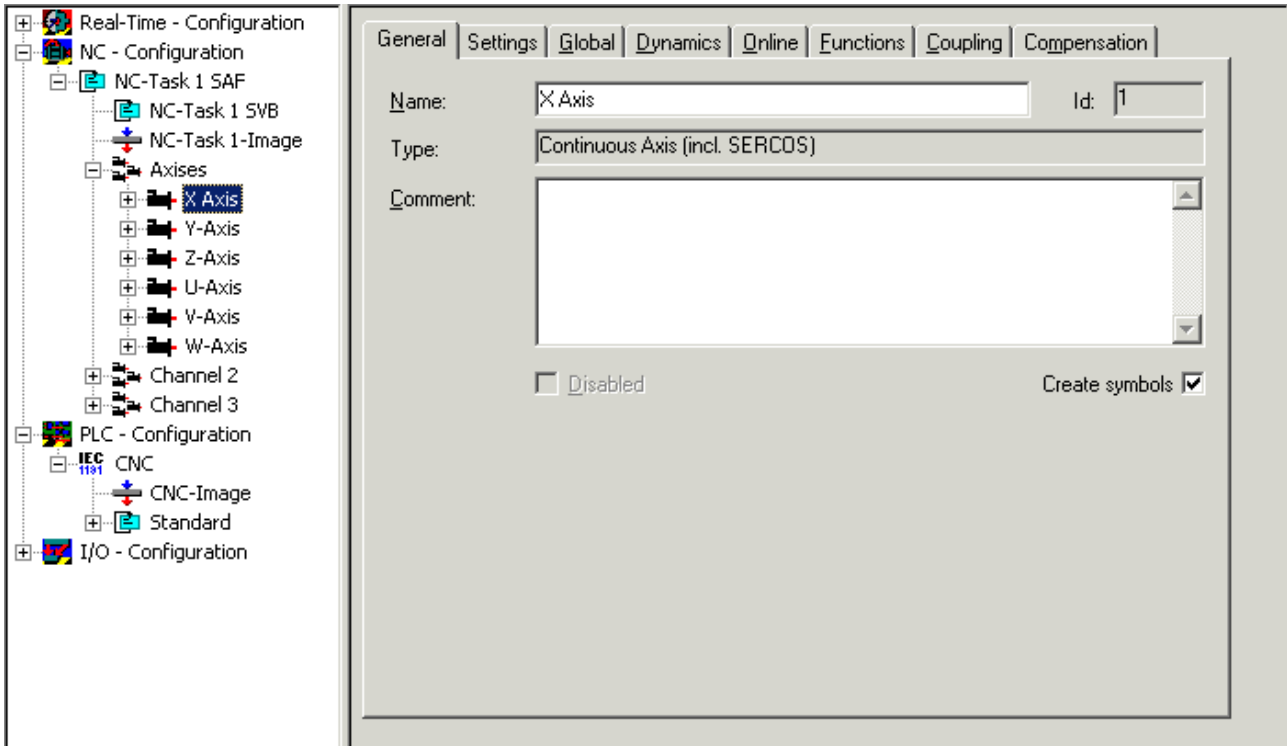 Real-Time - Configuration
NC - Configuration
NC-Task 1 SAF
NC-Task 1 SVB
NC-Task 1-Image
Axises
X Axis
Y-Axis
Z-Axis
U-Axis
V-Axis
W-Axis
Channel 2
Channel 3
PLC - Configuration
IEC 1131 CNC
CNC-Image
Standard
I/O - Configuration
General Settings Global Dynamics Online Functions Coupling Compensation
Name: X Axis Id: 1
Type: Continuous Axis (incl. SERCOS)
Comment:
Disabled Create symbols